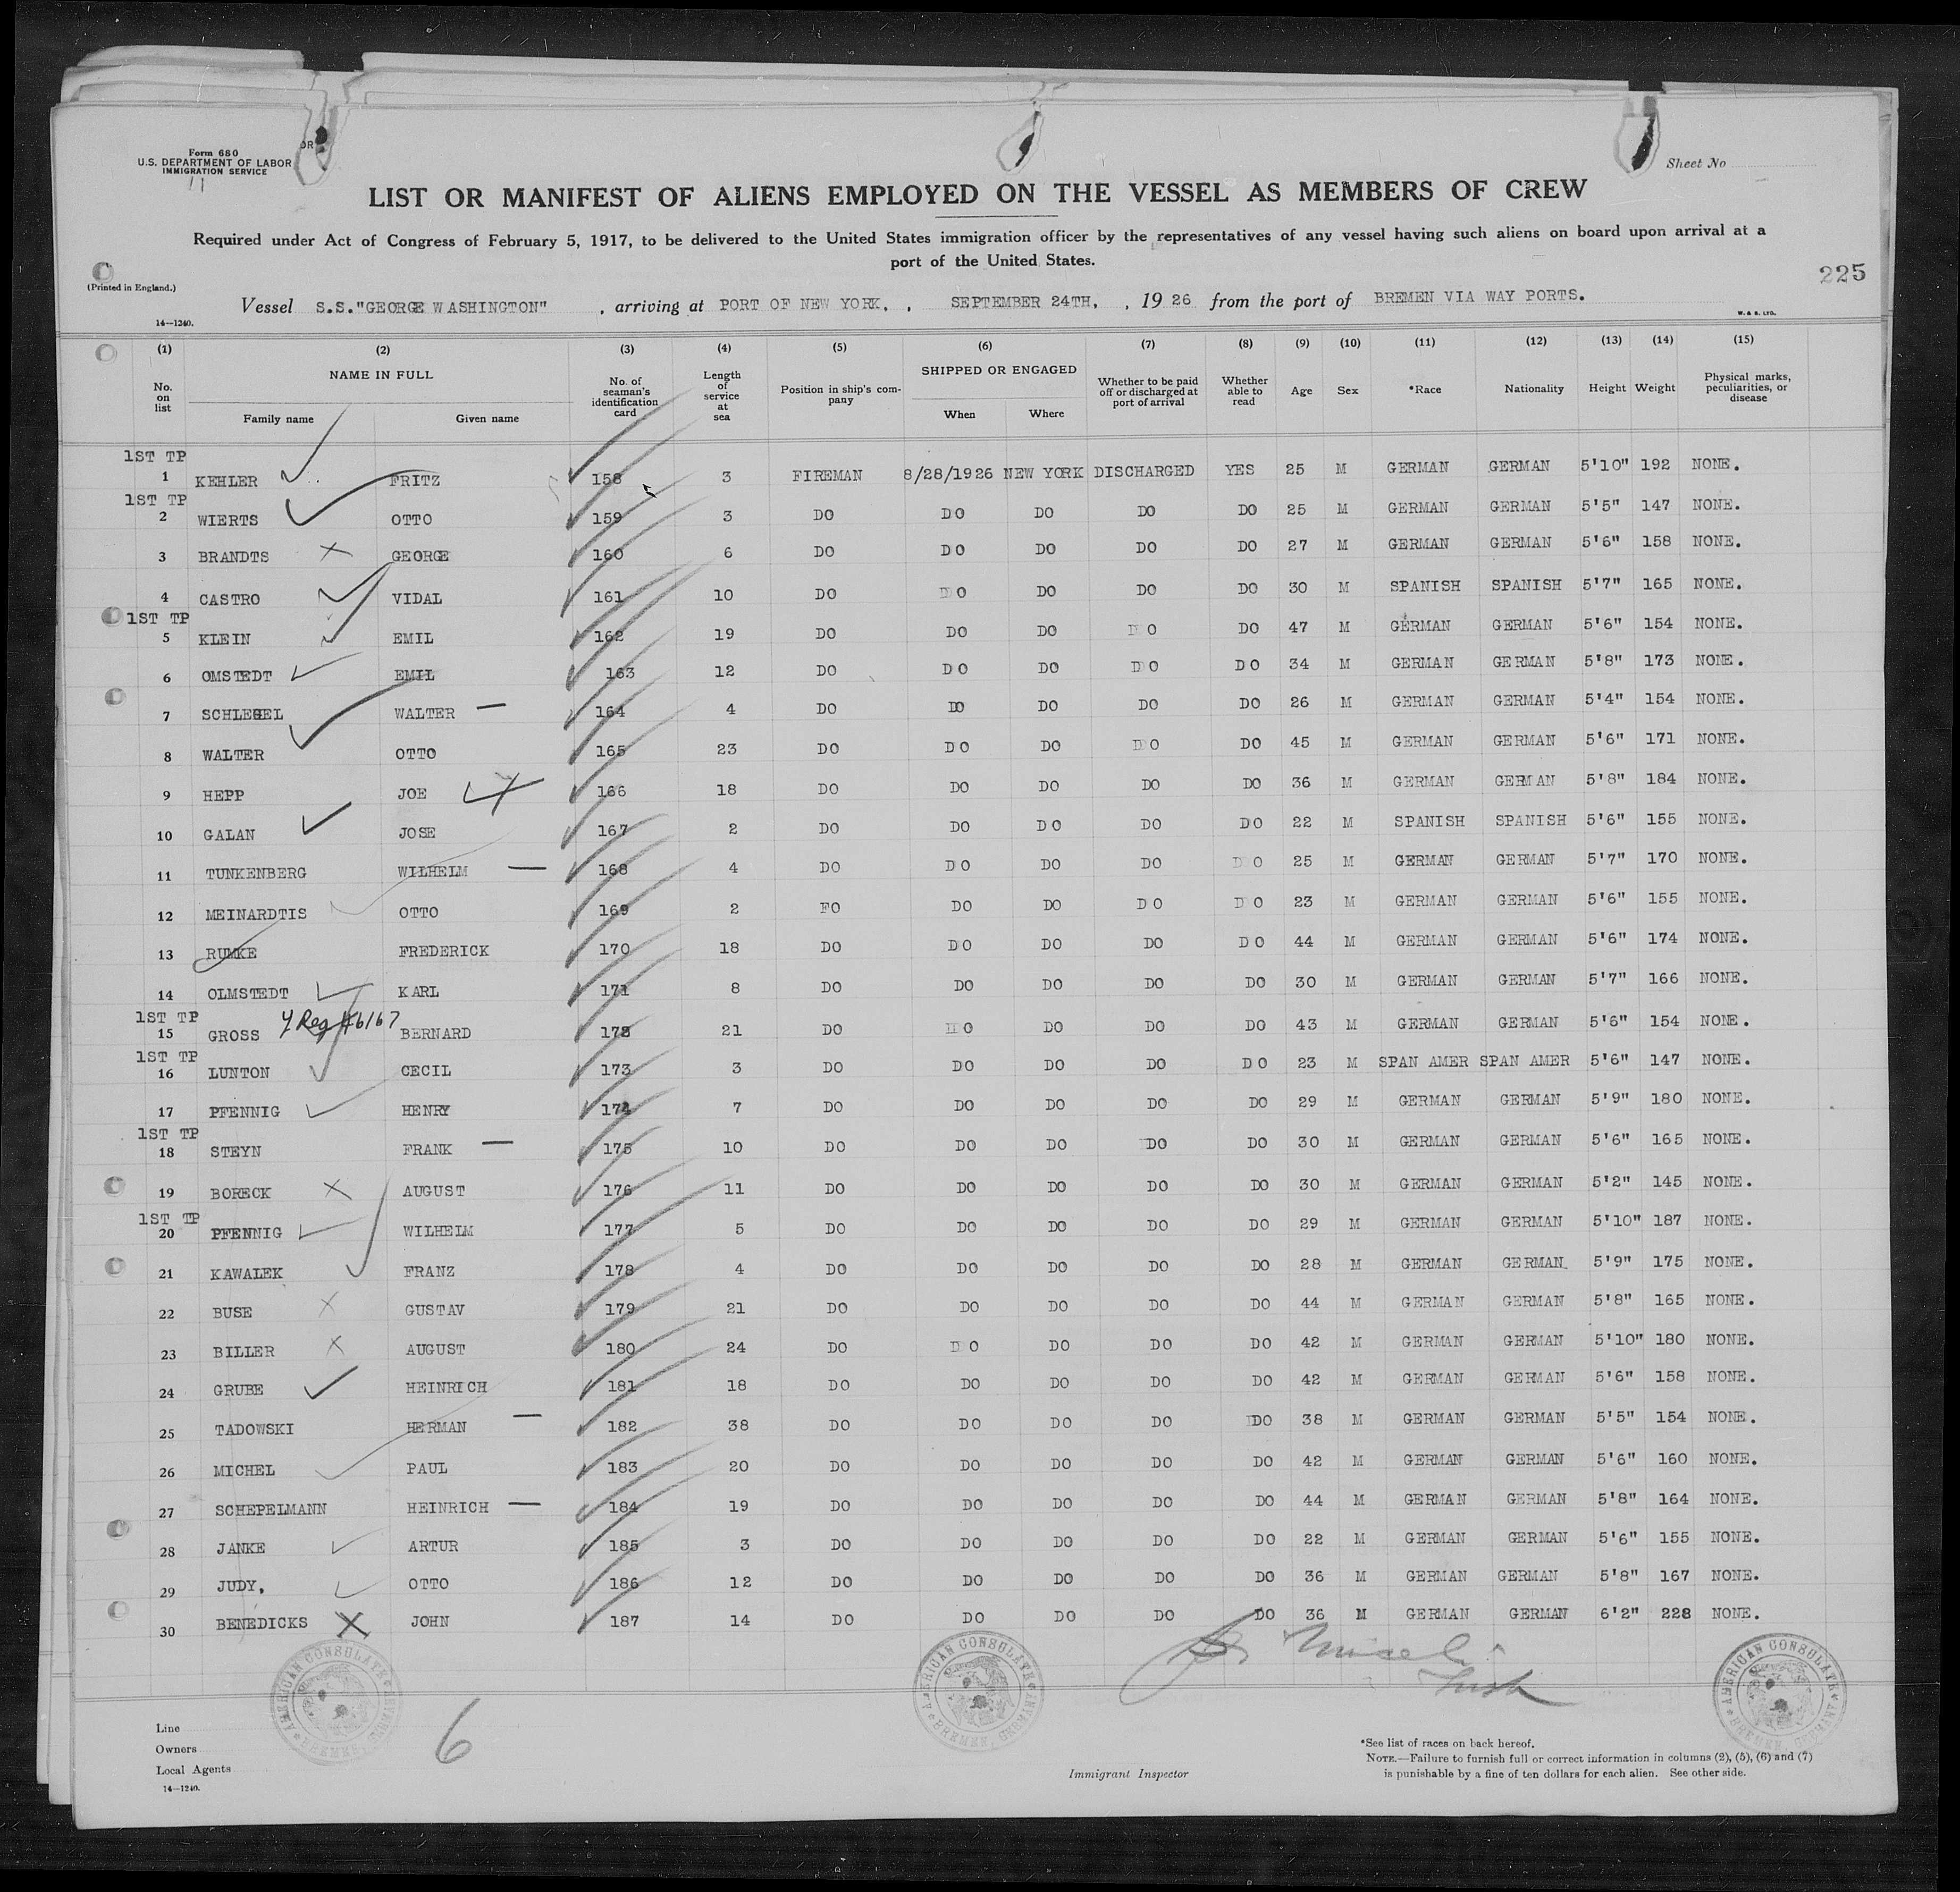 Form 680
U.S. DEPARTMENT OF LABOR
IMMIGRATION SERVICE
11
OR
Sheet No
LIST OR MANIFEST OF ALIENS EMPLOYED ON THE VESSEL AS MEMBERS OF CREW
Required under Act of Congress of February 5, 1917, to be delivered to the United States immigration officer by the representatives of any vessel having such aliens on board upon arrival at a
port of the United States.
225
(Printed in England.)
Vessel S.S."GEORGE WASHINGTON" , arriving at PORT OF NEW YORK. , SEPTEMBER 24TH. , 1926 from the port of BREMEN VIA WAY PORTS.
14—1240.
W. & S. LTD.
(1) (2) (3) (4) (5) (6) (7) (8) (9) (10) (11) (12) (13) (14) (15)
No. on list NAME IN FULL Family name Given name No. of seaman's identification card Length of service at sea Position in ship's company SHIPPED OR ENGAGED When Where Whether to be paid off or discharged at port of arrival Whether able to read Age Sex *Race Nationality Height Weight Physical marks, peculiarities, or disease
1ST TP
1 KEHLER FRITZ 158 3 FIREMAN 8/28/1926 NEW YORK DISCHARGED YES 25 M GERMAN GERMAN 5'10" 192 NONE.
1ST TP
2 WIERTS OTTO 159 3 DO DO DO DO DO 25 M GERMAN GERMAN 5'5" 147 NONE.
3 BRANDTS X GEORGE 160 6 DO DO DO DO DO 27 M GERMAN GERMAN 5'6" 158 NONE.
4 CASTRO VIDAL 161 10 DO DO DO DO DO 30 M SPANISH SPANISH 5'7" 165 NONE.
1ST TP
5 KLEIN EMIL 162 19 DO DO DO DO DO 47 M GERMAN GERMAN 5'6" 154 NONE.
6 OMSTEDT EMIL 163 12 DO DO DO DO DO 34 M GERMAN GERMAN 5'8" 173 NONE.
7 SCHLEGEL WALTER — 164 4 DO DO DO DO DO 26 M GERMAN GERMAN 5'4" 154 NONE.
8 WALTER OTTO 165 23 DO DO DO DO DO 45 M GERMAN GERMAN 5'6" 171 NONE.
9 HEPP JOE 166 18 DO DO DO DO DO 36 M GERMAN GERMAN 5'8" 184 NONE.
10 GALAN JOSE 167 2 DO DO DO DO DO 22 M SPANISH SPANISH 5'6" 155 NONE.
11 TUNKENBERG WILHELM — 168 4 DO DO DO DO DO 25 M GERMAN GERMAN 5'7" 170 NONE.
12 MEINARDTIS OTTO 169 2 FO DO DO DO DO 23 M GERMAN GERMAN 5'6" 155 NONE.
13 RUMKE FREDERICK 170 18 DO DO DO DO DO 44 M GERMAN GERMAN 5'6" 174 NONE.
14 OLMSTEDT KARL 171 8 DO DO DO DO DO 30 M GERMAN GERMAN 5'7" 166 NONE.
1ST TP
15 GROSS Reg #6167 BERNARD 172 21 DO DO DO DO DO 43 M GERMAN GERMAN 5'6" 154 NONE.
1ST TP
16 LUNTON CECIL 173 3 DO DO DO DO DO 23 M SPAN AMER SPAN AMER 5'6" 147 NONE.
17 PFENNIG HENRY 174 7 DO DO DO DO DO 29 M GERMAN GERMAN 5'9" 180 NONE.
1ST TP
18 STEYN FRANK — 175 10 DO DO DO DO DO 30 M GERMAN GERMAN 5'6" 165 NONE.
19 BORECK X AUGUST 176 11 DO DO DO DO DO 30 M GERMAN GERMAN 5'2" 145 NONE.
1ST TP
20 PFENNIG WILHELM 177 5 DO DO DO DO DO 29 M GERMAN GERMAN 5'10" 187 NONE.
21 KAWALEK FRANZ 178 4 DO DO DO DO DO 28 M GERMAN GERMAN. 5'9" 175 NONE.
22 BUSE X GUSTAV 179 21 DO DO DO DO DO 44 M GERMAN GERMAN 5'8" 165 NONE.
23 BILLER X AUGUST 180 24 DO DO DO DO DO 42 M GERMAN GERMAN 5'10" 180 NONE.
24 GRUBE HEINRICH 181 18 DO DO DO DO DO 42 M GERMAN GERMAN 5'6" 158 NONE.
25 TADOWSKI HERMAN — 182 38 DO DO DO DO DO 38 M GERMAN GERMAN 5'5" 154 NONE.
26 MICHEL PAUL 183 20 DO DO DO DO DO 42 M GERMAN GERMAN 5'6" 160 NONE.
27 SCHEPELMANN HEINRICH — 184 19 DO DO DO DO DO 44 M GERMAN GERMAN 5'8" 164 NONE.
28 JANKE ARTUR 185 3 DO DO DO DO DO 22 M GERMAN GERMAN 5'6" 155 NONE.
29 JUDY, OTTO 186 12 DO DO DO DO DO 36 M GERMAN GERMAN 5'8" 167 NONE.
30 BENEDICKS X JOHN 187 14 DO DO DO DO DO 36 M GERMAN GERMAN 6'2" 228 NONE.
AMERICAN CONSULATE BREMEN, GERMANY
AMERICAN CONSULATE BREMEN, GERMANY
AMERICAN CONSULATE BREMEN, GERMANY
6
Line
Owners
Local Agents
14—1240.
Immigrant Inspector
*See list of races on back hereof.
NOTE.—Failure to furnish full or correct information in columns (2), (5), (6) and (7)
is punishable by a fine of ten dollars for each alien. See other side.